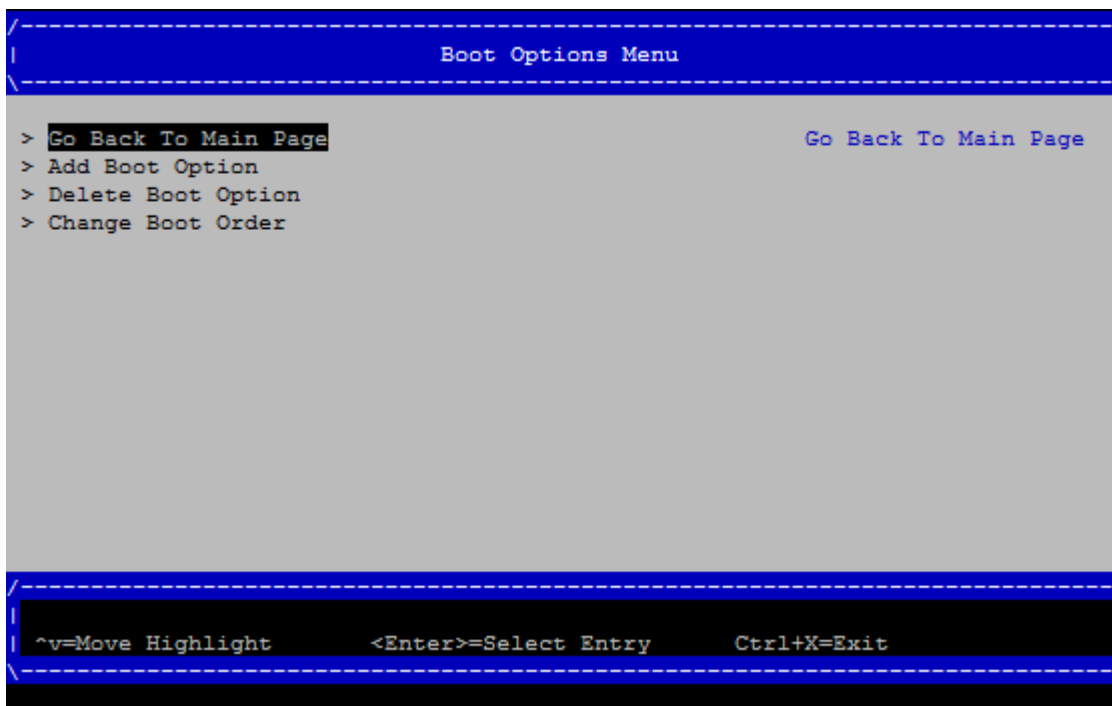 /------------------------------------------------------------------------------
| Boot Options Menu
\------------------------------------------------------------------------------
> Go Back To Main Page Go Back To Main Page
> Add Boot Option
> Delete Boot Option
> Change Boot Order
/------------------------------------------------------------------------------
|
| ^v=Move Highlight <Enter>=Select Entry Ctrl+X=Exit
\------------------------------------------------------------------------------